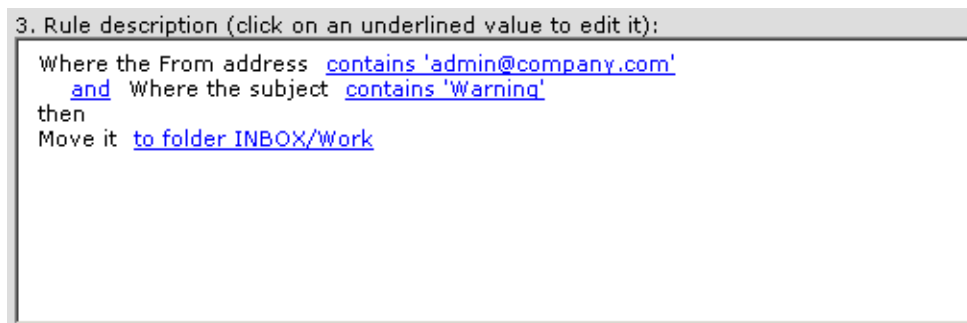 3. Rule description (click on an underlined value to edit it):
Where the From address contains 'admin@company.com'
and Where the subject contains 'Warning'
then
Move it to folder INBOX/Work